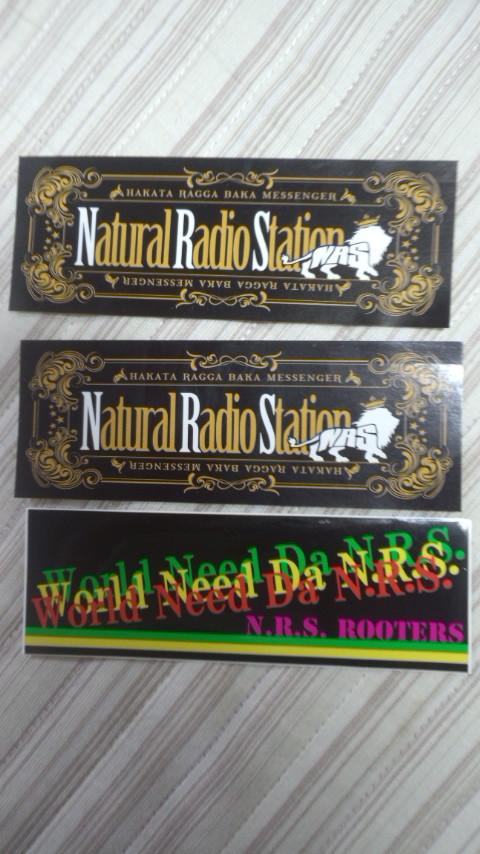 HAKATA RAGGA BAKA MESSENGER
Natural Radio Station
NRS
HAKATA RAGGA BAKA MESSENGER
HAKATA RAGGA BAKA MESSENGER
Natural Radio Station
NRS
HAKATA RAGGA BAKA MESSENGER
World Need Da N.R.S.
World Need Da N.R.S.
World Need Da N.R.S.
N.R.S. ROOTERS